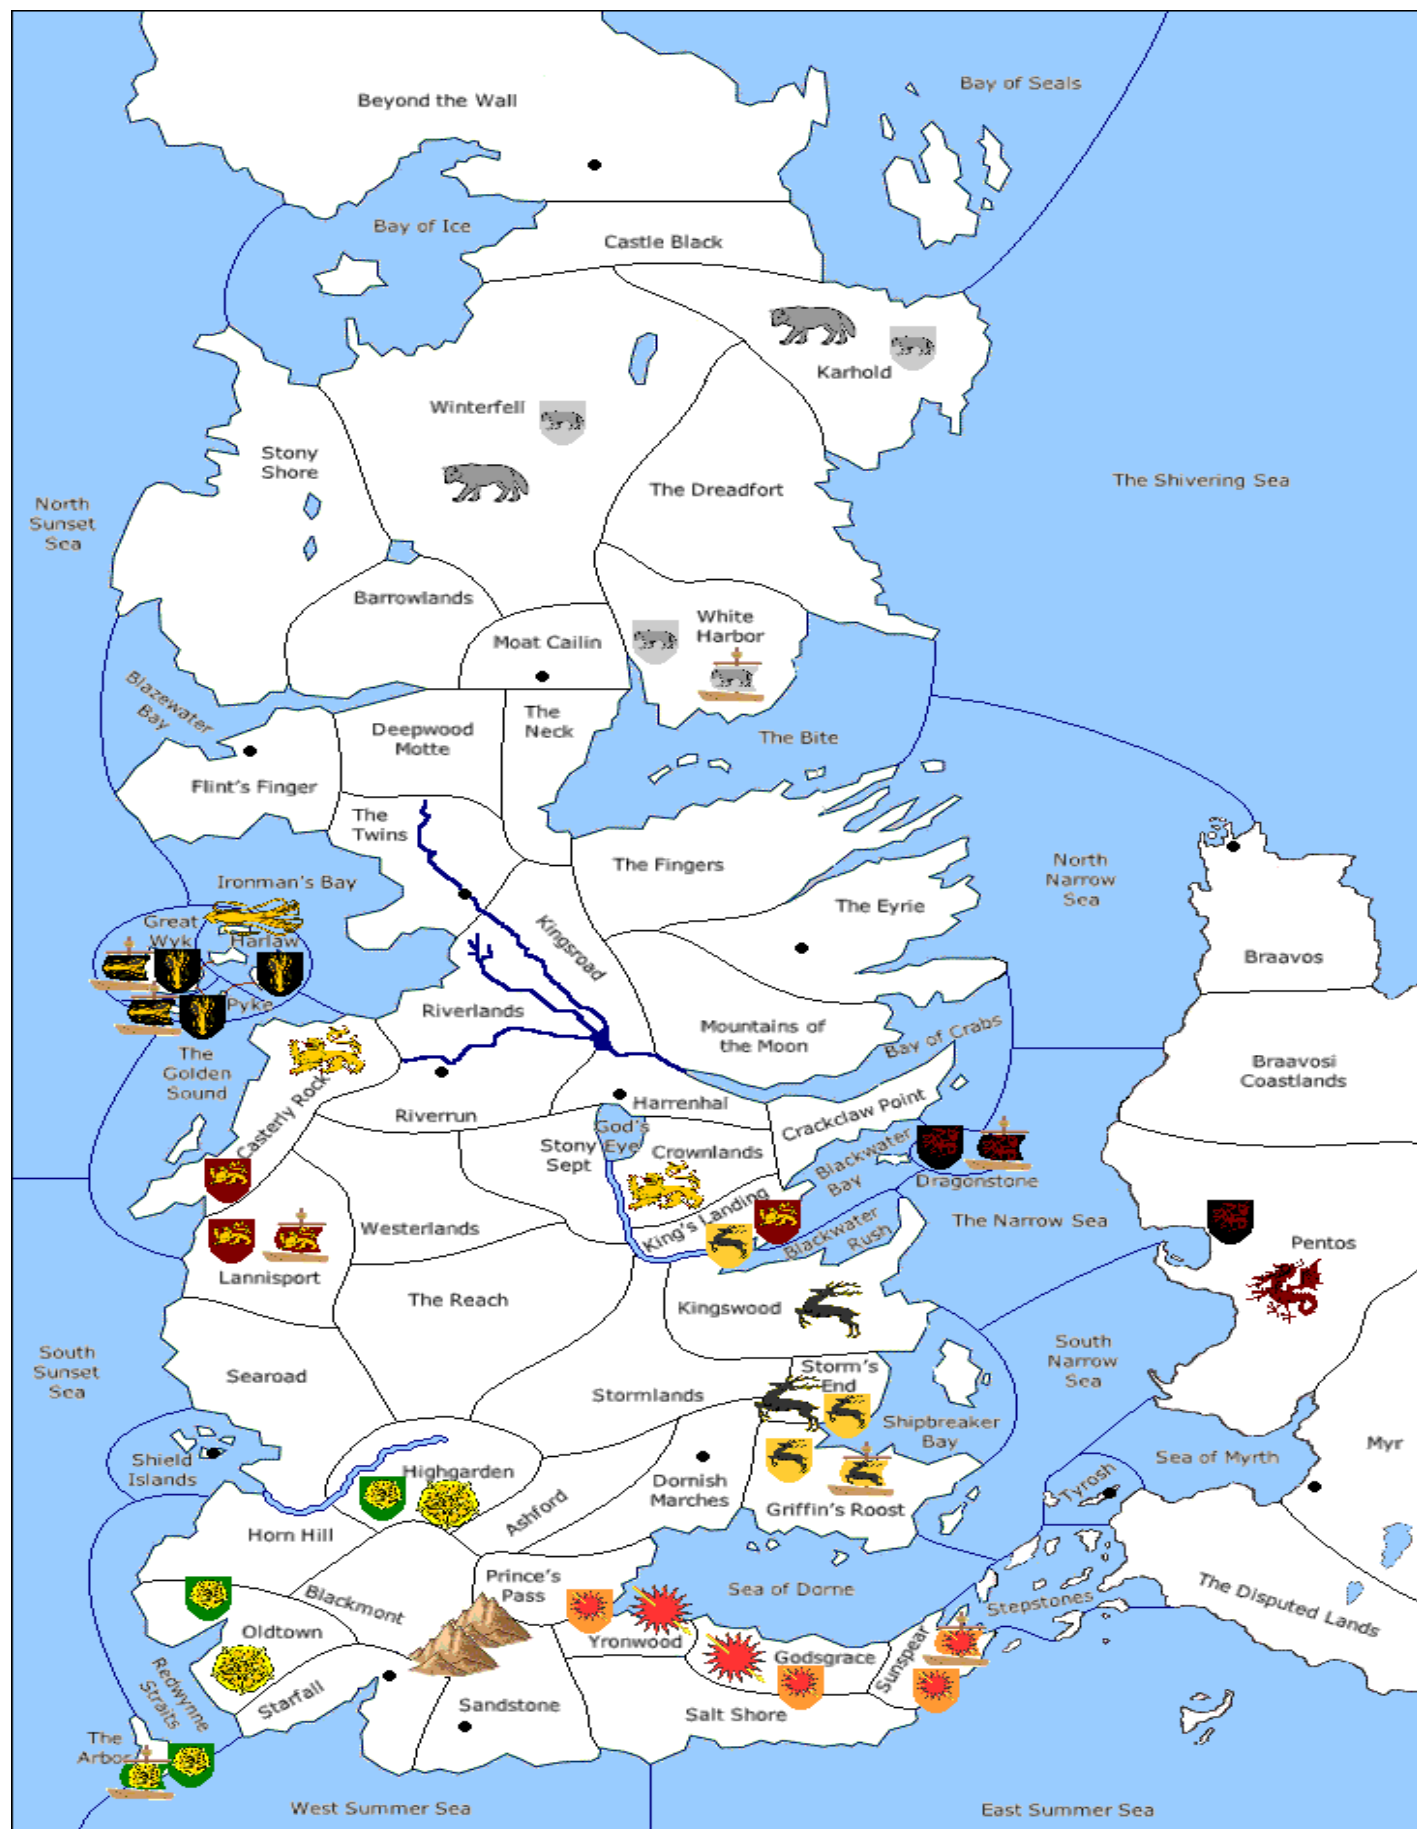 Beyond the Wall
Bay of Seals
Bay of Ice
Castle Black
Karhold
Winterfell
Stony
Shore
The Dreadfort
The Shivering Sea
North
Sunset
Sea
Barrowlands
White
Harbor
Moat Cailin
Blazewater
Bay
The
Neck
Deepwood
Motte
The Bite
Flint's Finger
The
Twins
The Fingers
North
Narrow
Sea
Ironman's Bay
The Eyrie
Great
Wyk
Harlaw
Kingsroad
Braavos
Pyke
Riverlands
Mountains of
the Moon
Bay of Crabs
The
Golden
Sound
Braavosi
Coastlands
Casterly Rock
Riverrun
Harrenhal
Crackclaw Point
God's
Eye
Stony
Sept
Crownlands
Blackwater
Bay
Dragonstone
King's Landing
Westerlands
Blackwater
Rush
The Narrow Sea
Pentos
Lannisport
The Reach
Kingswood
South
Sunset
Sea
Searoad
Stormlands
Storm's
End
South
Narrow
Sea
Shipbreaker
Bay
Myr
Shield
Islands
Highgarden
Sea of Myrth
Dornish
Marches
Tyrosh
Ashford
Griffin's Roost
Horn Hill
Prince's
Pass
Sea of Dorne
Blackmont
Stepstones
The Disputed Lands
Oldtown
Yronwood
Godsgrace
Sunspear
Redwynne
Straits
Starfall
Sandstone
Salt Shore
The
Arbor
West Summer Sea
East Summer Sea